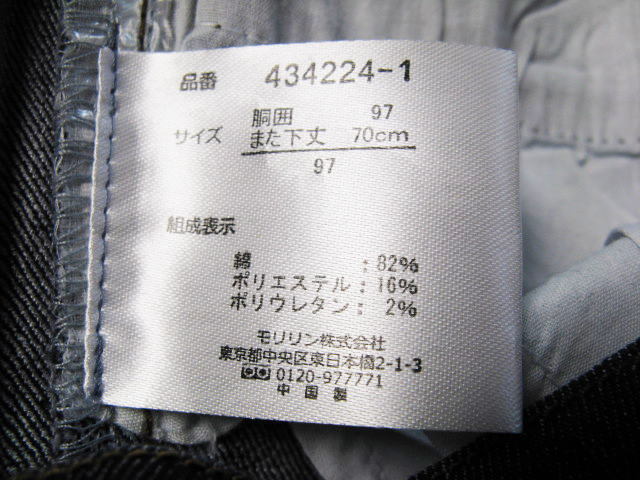 品番 434224-1
胴囲 97
サイズ また下丈 70cm
97
組成表示
綿 : 82%
ポリエステル : 16%
ポリウレタン : 2%
モリリン株式会社
東京都中央区東日本橋2-1-3
0120-977771
中国製